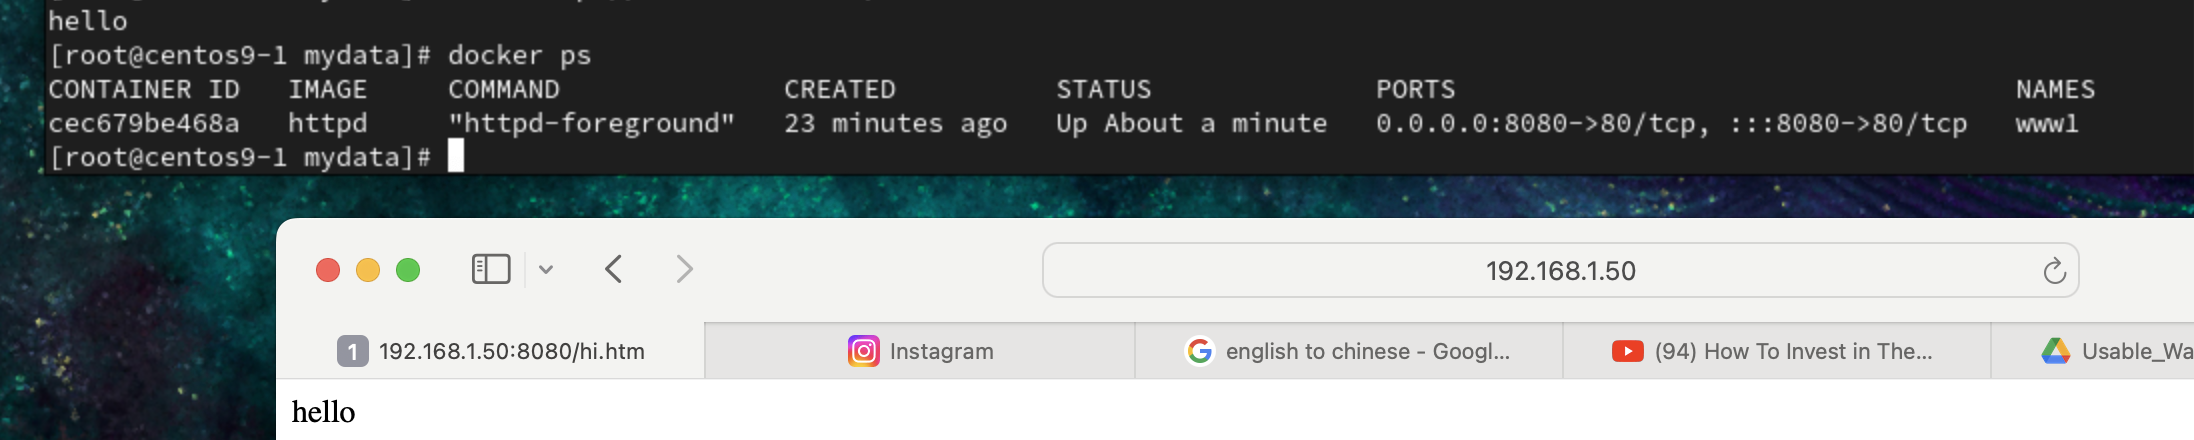 hello
[root@centos9-1 mydata]# docker ps
CONTAINER ID   IMAGE     COMMAND              CREATED          STATUS              PORTS                                   NAMES
cec679be468a   httpd     "httpd-foreground"   23 minutes ago   Up About a minute   0.0.0.0:8080->80/tcp, :::8080->80/tcp   www1
[root@centos9-1 mydata]#
192.168.1.50
1 192.168.1.50:8080/hi.htm Instagram english to chinese - Googl... (94) How To Invest in The... Usable_Wa
hello